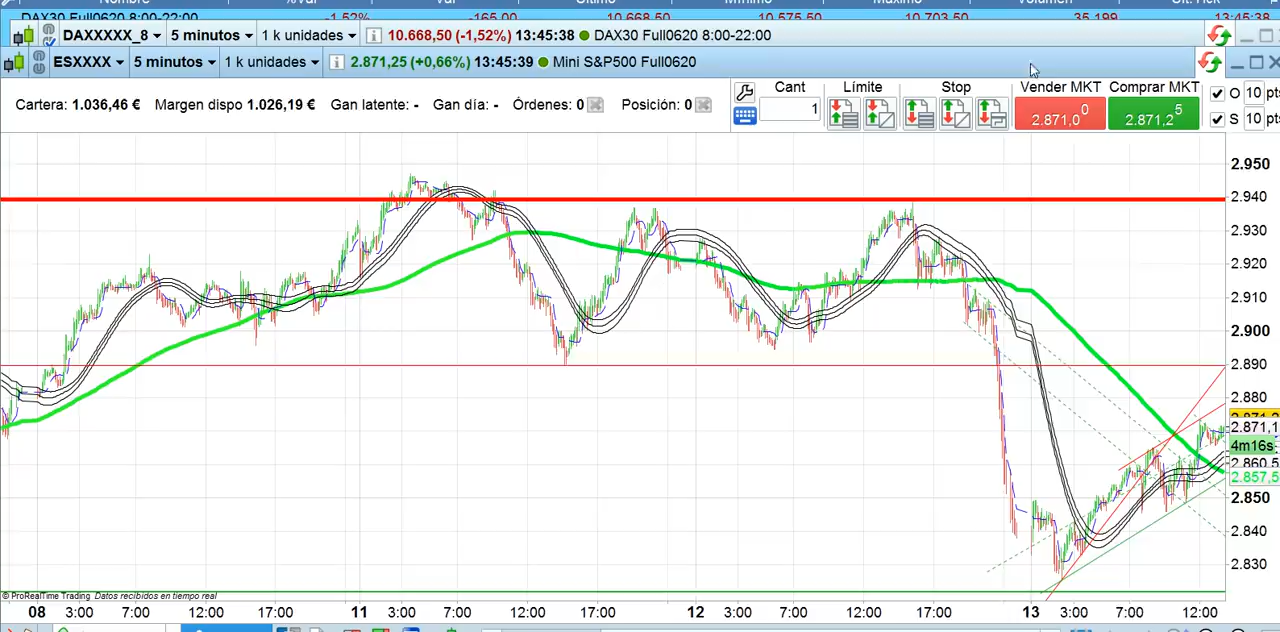 Nombre %Var Var Último Mínimo Máximo Volumen Ult. Tick
DAX30 Full0620 8:00-22:00 -1,52% -165,00 10.668,50 10.575,50 10.703,50 35.199 13:45:38
DAXXXXX_8 5 minutos 1 k unidades 10.668,50 (-1,52%) 13:45:38 DAX30 Full0620 8:00-22:00
ESXXXX 5 minutos 1 k unidades 2.871,25 (+0,66%) 13:45:39 Mini S&P500 Full0620
Cant Límite Stop Vender MKT Comprar MKT O 10 pts
Cartera: 1.036,46 € Margen dispo 1.026,19 € Gan latente: - Gan día: - Órdenes: 0 Posición: 0
1 2.871,0 0 2.871,2 5 S 10 pts
2.950
2.940
2.930
2.920
2.910
2.900
2.890
2.880
2.871,1
4m16s
2.860,5
2.857,5
2.850
2.840
2.830
© ProRealTime Trading Datos recibidos en tiempo real
08 3:00 7:00 12:00 17:00 11 3:00 7:00 12:00 17:00 12 3:00 7:00 12:00 17:00 13 3:00 7:00 12:00